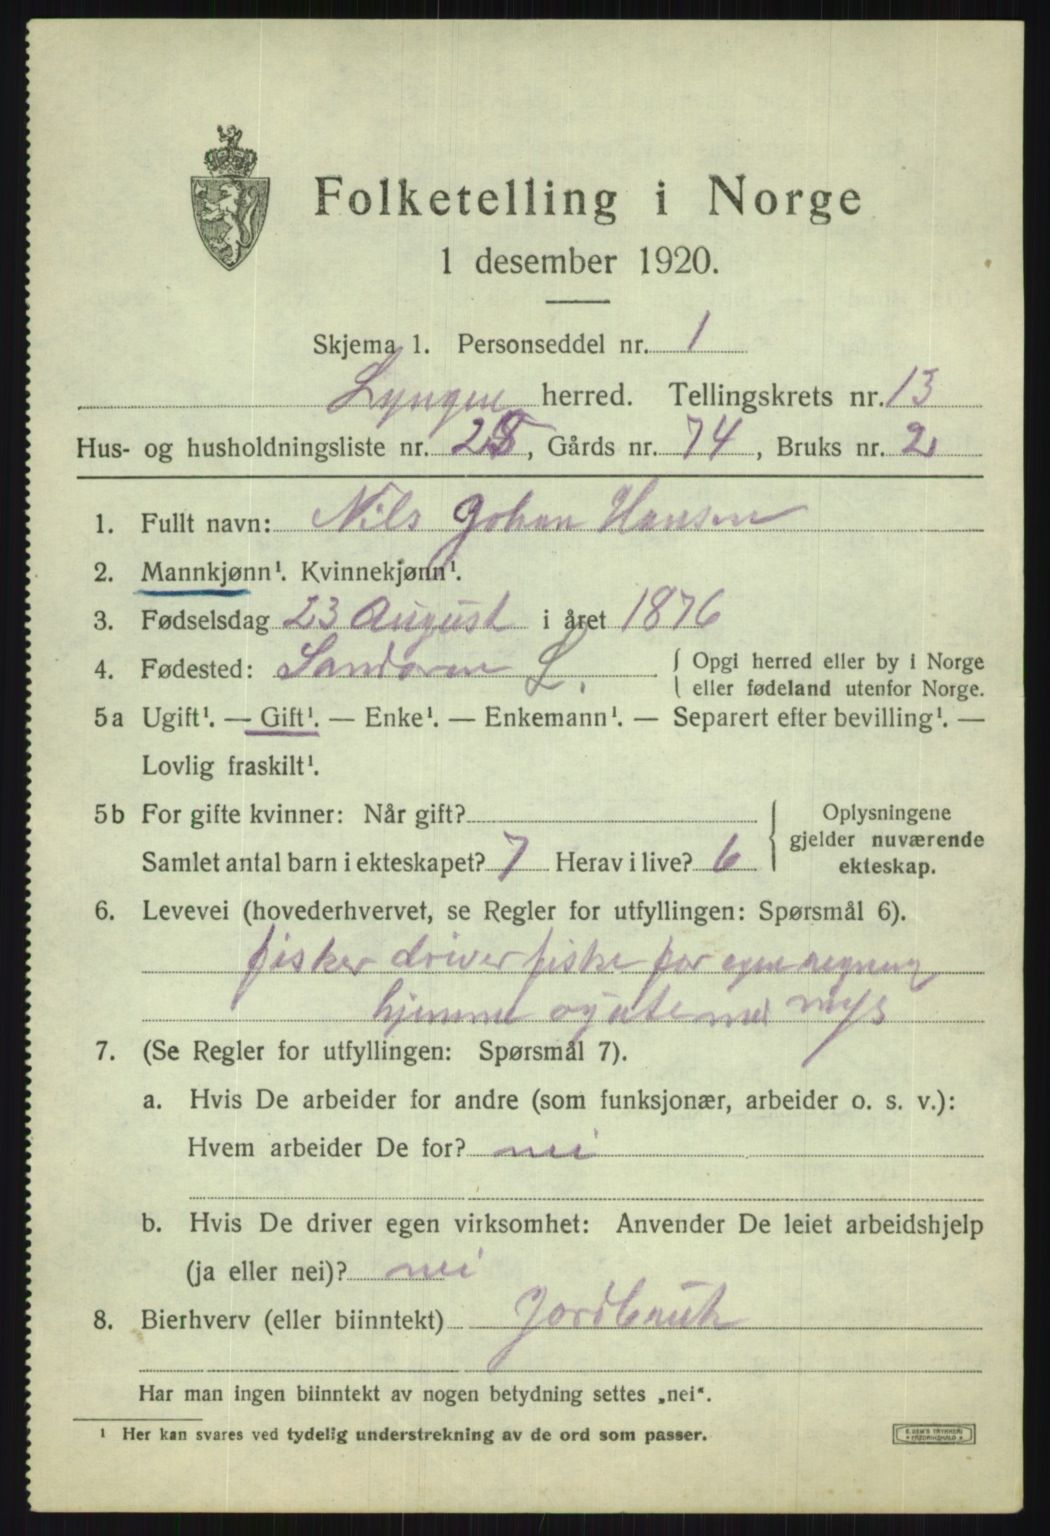 Folketelling i Norge
1 desember 1920.
Skjema 1. Personseddel nr. 1
Lyngen herred. Tellingskrets nr. 13
Hus- og husholdningsliste nr. 28, Gårds nr. 74, Bruks nr. 2
1. Fullt navn: Nils Johan Hansen
2. Mannkjønn¹. Kvinnekjønn¹.
3. Fødselsdag 23 August i året 1876
4. Fødested: L. { Opgi herred eller by i Norge
eller fødeland utenfor Norge.
5a Ugift¹. — Gift¹. — Enke¹. — Enkemann¹. — Separert efter bevilling¹. —
Lovlig fraskilt¹.
5b For gifte kvinner: Når gift?
Samlet antal barn i ekteskapet? 7 Herav i live? 6
{ Oplysningene
gjelder nuværende
ekteskap.
6. Levevei (hovederhvervet, se Regler for utfyllingen: Spørsmål 6).
fisker driver fiske for egen regning
hjemme og ute
7. (Se Regler for utfyllingen: Spørsmål 7).
a. Hvis De arbeider for andre (som funksjonær, arbeider o. s. v.):
Hvem arbeider De for? nei
b. Hvis De driver egen virksomhet: Anvender De leiet arbeidshjelp
(ja eller nei)? nei
8. Bierhverv (eller biinntekt) Jordbruk
Har man ingen biinntekt av nogen betydning settes „nei“.
¹ Her kan svares ved tydelig understrekning av de ord som passer.